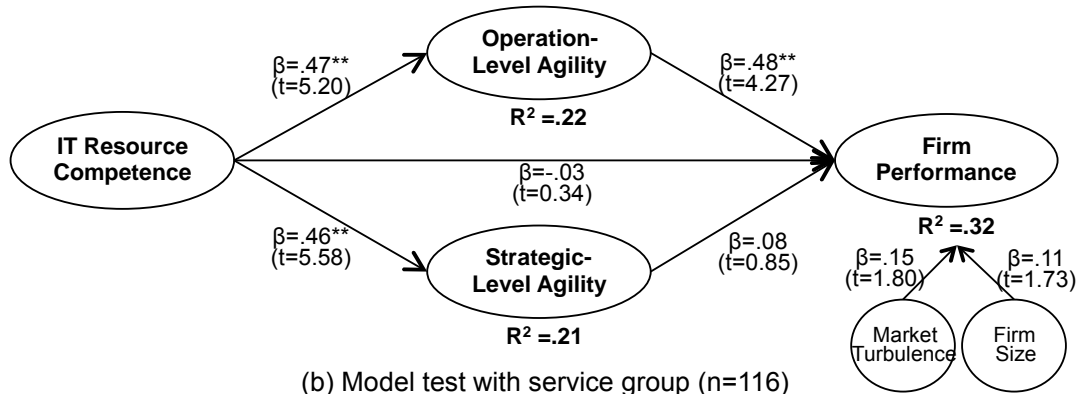 Operation-
Level Agility
β=.47**
(t=5.20)
β=.48**
(t=4.27)
R² =.22
IT Resource
Competence
Firm
Performance
β=-.03
(t=0.34)
R² =.32
β=.46**
(t=5.58)
Strategic-
Level Agility
β=.08
(t=0.85)
β=.15
(t=1.80)
β=.11
(t=1.73)
R² =.21
Market
Turbulence
Firm
Size
(b) Model test with service group (n=116)